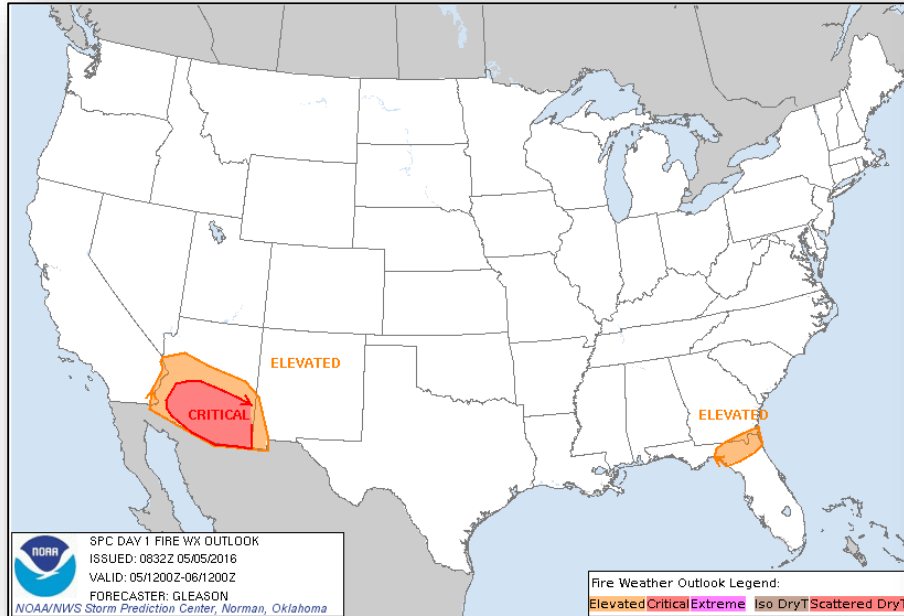 ELEVATED
CRITICAL
ELEVATED
NOAA
SPC DAY 1 FIRE WX OUTLOOK
ISSUED: 0832Z 05/05/2016
VALID: 05/1200Z-06/1200Z
FORECASTER: GLEASON
NOAA/NWS Storm Prediction Center, Norman, Oklahoma
Fire Weather Outlook Legend:
Elevated Critical Extreme Iso DryT Scattered DryT